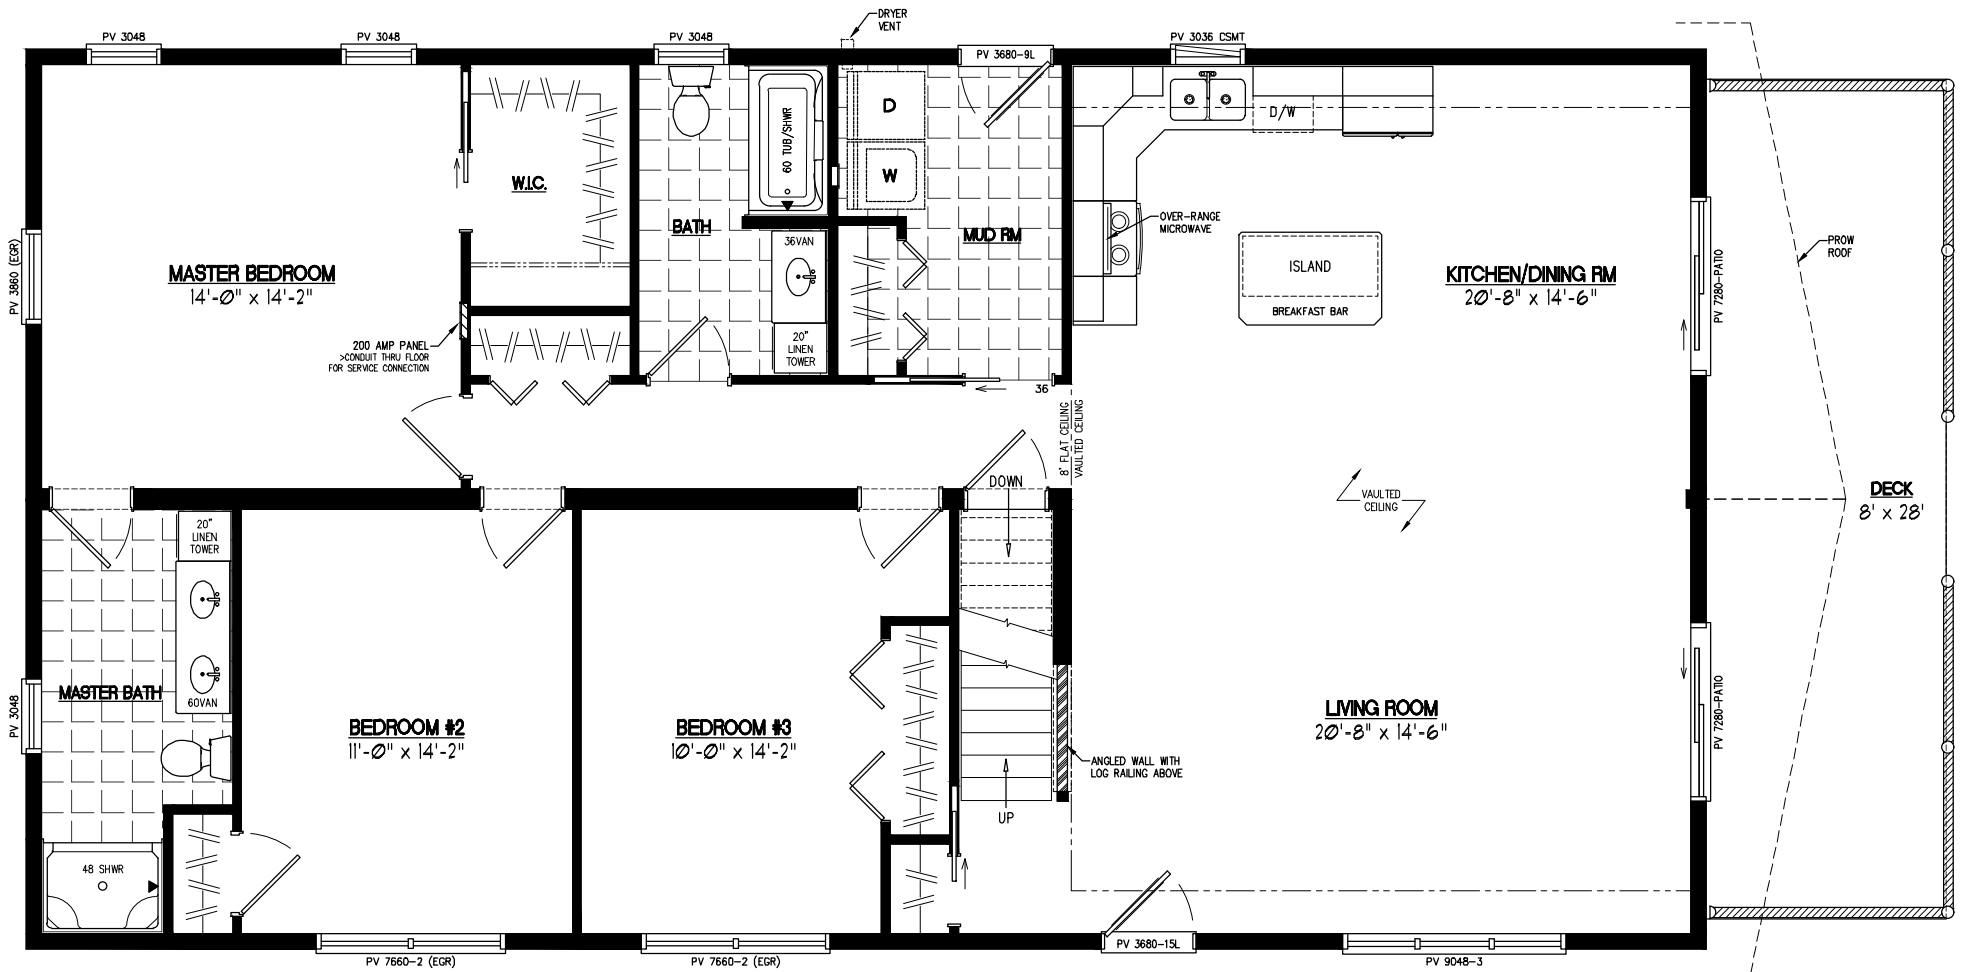 DRYER
VENT
PV 3048
PV 3048
PV 3048
PV 3680-9L
PV 3036 CSMT
D
D/W
60 TUB/SHWR
W
W.I.C.
BATH
MUD RM
OVER-RANGE
MICROWAVE
36VAN
PROW
ROOF
PV 3860 (EGR)
MASTER BEDROOM
14'-0" x 14'-2"
ISLAND
BREAKFAST BAR
KITCHEN/DINING RM
20'-8" x 14'-6"
PV 7280-PATIO
200 AMP PANEL
>CONDUIT THRU FLOOR
FOR SERVICE CONNECTION
20"
LINEN
TOWER
36
8' FLAT CEILING
VAULTED CEILING
DOWN
VAULTED
CEILING
DECK
8' x 28'
20"
LINEN
TOWER
MASTER BATH
60VAN
PV 3048
BEDROOM #2
11'-0" x 14'-2"
BEDROOM #3
10'-0" x 14'-2"
LIVING ROOM
20'-8" x 14'-6"
PV 7280-PATIO
ANGLED WALL WITH
LOG RAILING ABOVE
UP
48 SHWR
PV 7660-2 (EGR)
PV 7660-2 (EGR)
PV 3680-15L
PV 9048-3